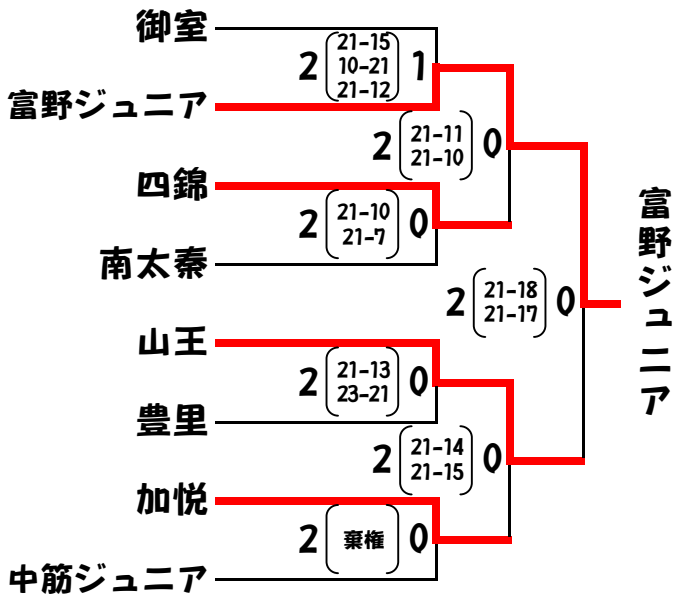 御室
2 21-15 1
10-21
21-12
富野ジュニア
2 21-11 0
21-10
四錦
2 21-10 0
21-7
南太秦
富野ジュニア
2 21-18 0
21-17
山王
2 21-13 0
23-21
豊里
2 21-14 0
21-15
加悦
2 棄権 0
中筋ジュニア